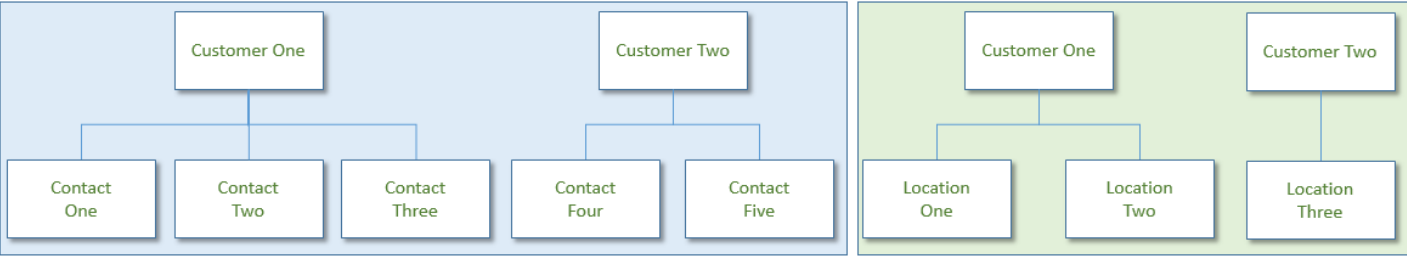 Customer One
Customer Two
Contact
One
Contact
Two
Contact
Three
Contact
Four
Contact
Five
Customer One
Customer Two
Location
One
Location
Two
Location
Three